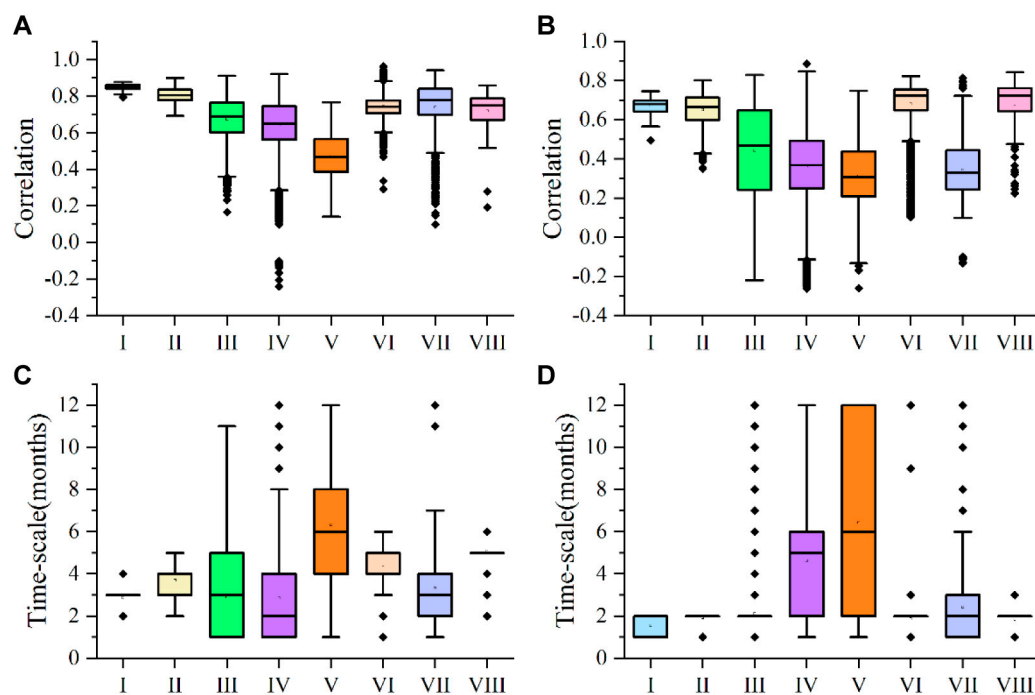 A
B
Correlation
1.0
0.8
0.6
0.4
0.2
0.0
-0.2
-0.4
I II III IV V VI VII VIII
Correlation
1.0
0.8
0.6
0.4
0.2
0.0
-0.2
-0.4
I II III IV V VI VII VIII
C
D
Time-scale(months)
12
10
8
6
4
2
0
I II III IV V VI VII VIII
Time-scale(months)
12
10
8
6
4
2
0
I II III IV V VI VII VIII